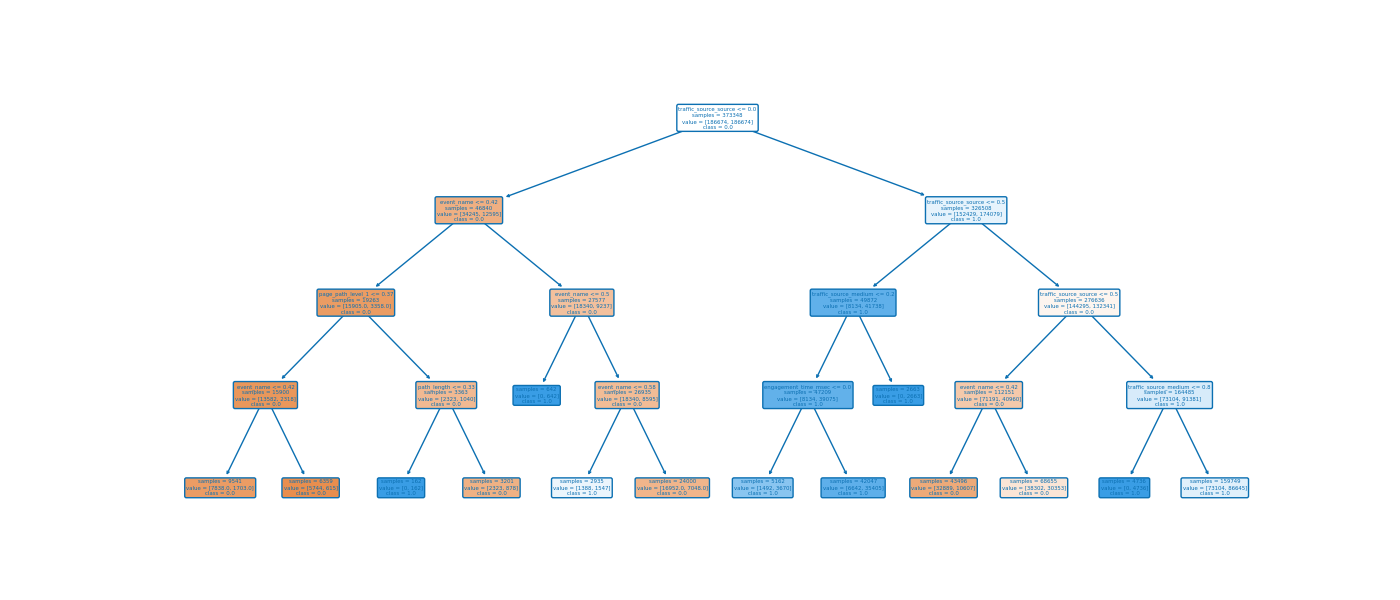 traffic_source_source <= 0.0
samples = 373348
value = [186674, 186674]
class = 0.0
event_name <= 0.42
samples = 46840
value = [34245, 12595]
class = 0.0
traffic_source_source <= 0.5
samples = 326508
value = [152429, 174079]
class = 1.0
page_path_level_1 <= 0.37
samples = 19263
value = [15905.0, 3358.0]
class = 0.0
event_name <= 0.5
samples = 27577
value = [18340, 9237]
class = 0.0
traffic_source_medium <= 0.2
samples = 49872
value = [8134, 41738]
class = 1.0
traffic_source_source <= 0.5
samples = 276636
value = [144295, 132341]
class = 0.0
event_name <= 0.42
samples = 15900
value = [13582, 2318]
class = 0.0
path_length <= 0.33
samples = 3363
value = [2323, 1040]
class = 0.0
samples = 642
value = [0, 642]
class = 1.0
event_name <= 0.58
samples = 26935
value = [18340, 8595]
class = 0.0
engagement_time_msec <= 0.0
samples = 47209
value = [8134, 39075]
class = 1.0
samples = 2663
value = [0, 2663]
class = 1.0
event_name <= 0.42
samples = 112151
value = [71191, 40960]
class = 0.0
traffic_source_medium <= 0.8
samples = 164485
value = [73104, 91381]
class = 1.0
samples = 9541
value = [7838.0, 1703.0]
class = 0.0
samples = 6359
value = [5744, 615]
class = 0.0
samples = 162
value = [0, 162]
class = 1.0
samples = 3201
value = [2323, 878]
class = 0.0
samples = 2935
value = [1388, 1547]
class = 1.0
samples = 24000
value = [16952.0, 7048.0]
class = 0.0
samples = 5162
value = [1492, 3670]
class = 1.0
samples = 42047
value = [6642, 35405]
class = 1.0
samples = 43496
value = [32889, 10607]
class = 0.0
samples = 68655
value = [38302, 30353]
class = 0.0
samples = 4736
value = [0, 4736]
class = 1.0
samples = 159749
value = [73104, 86645]
class = 1.0